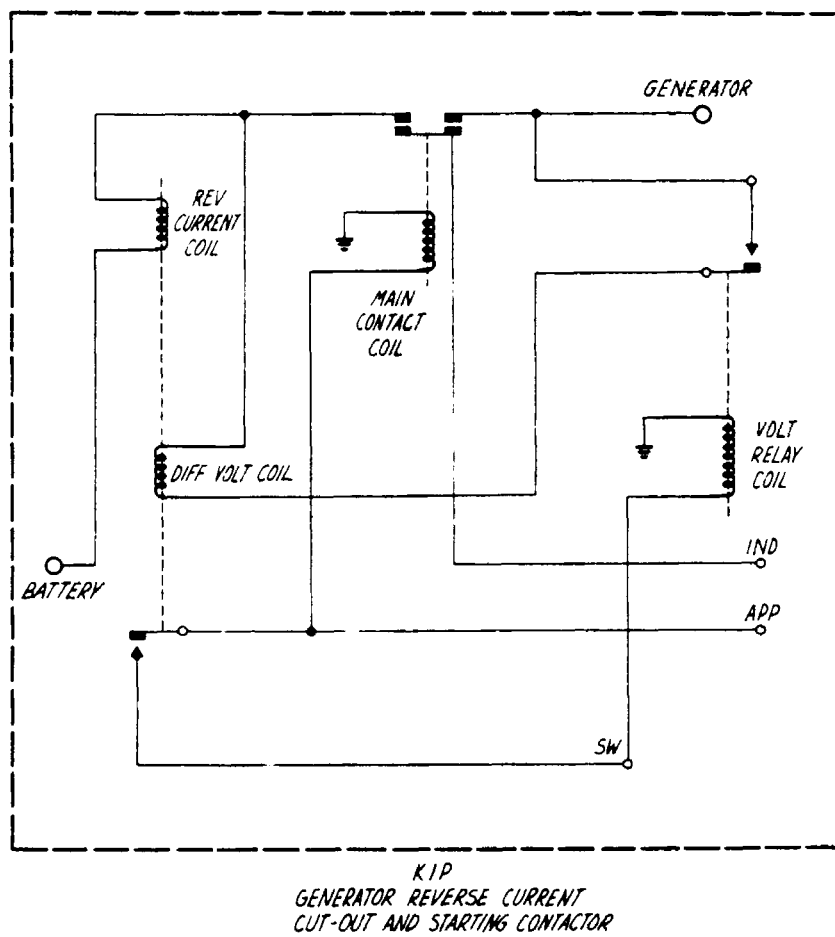 GENERATOR
REV
CURRENT
COIL
MAIN
CONTACT
COIL
DIFF VOLT COIL
VOLT
RELAY
COIL
IND
BATTERY
APP
SW
KIP
GENERATOR REVERSE CURRENT
CUT-OUT AND STARTING CONTACTOR